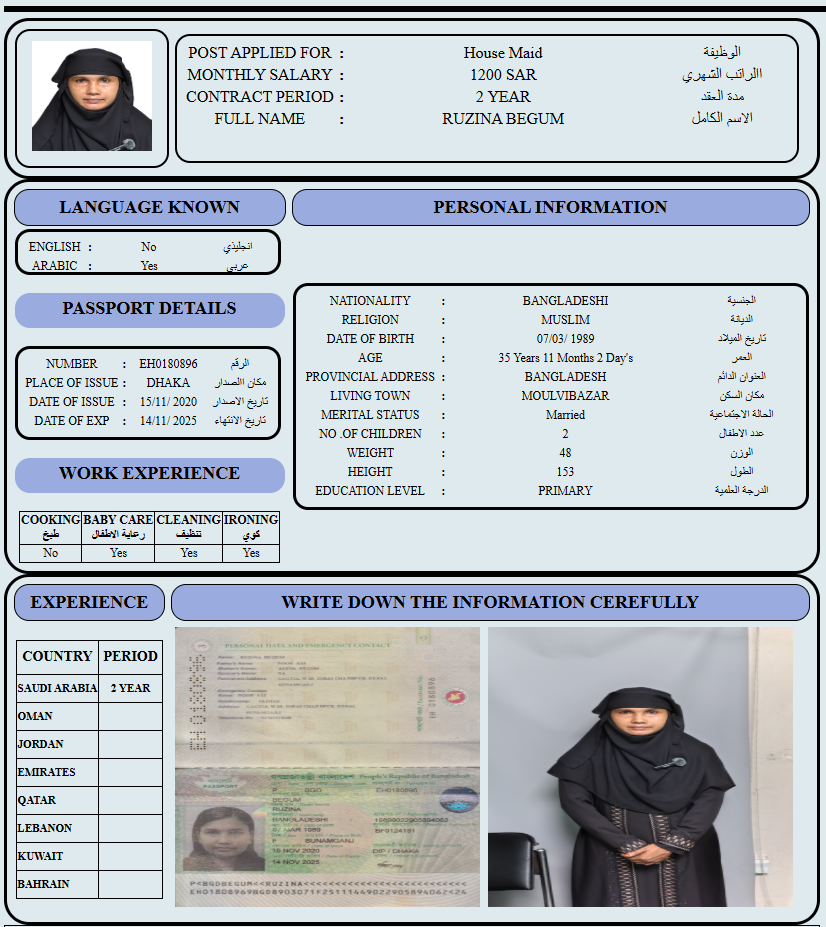 POST APPLIED FOR : House Maid الوظيفة
MONTHLY SALARY : 1200 SAR االراتب الشهري
CONTRACT PERIOD : 2 YEAR مدة العقد
FULL NAME : RUZINA BEGUM الاسم الكامل
LANGUAGE KNOWN
ENGLISH : No انجليذي
ARABIC : Yes عربي
PASSPORT DETAILS
NUMBER : EH0180896 الرقم
PLACE OF ISSUE : DHAKA مكان االصدار
DATE OF ISSUE : 15/11/ 2020 تاريخ الاصدار
DATE OF EXP : 14/11/ 2025 تاريخ الانتهاء
WORK EXPERIENCE
COOKING BABY CARE CLEANING IRONING
طبخ رعاية الاطفال تنظيف كوي
No Yes Yes Yes
PERSONAL INFORMATION
NATIONALITY : BANGLADESHI الجنسية
RELIGION : MUSLIM الديانة
DATE OF BIRTH : 07/03/ 1989 تاريخ الميلاد
AGE : 35 Years 11 Months 2 Day's العمر
PROVINCIAL ADDRESS : BANGLADESH العنوان الدائم
LIVING TOWN : MOULVIBAZAR مكان السكن
MERITAL STATUS : Married الحالة الاجتماعية
NO .OF CHILDREN : 2 عدد الاطفال
WEIGHT : 48 الوزن
HEIGHT : 153 الطول
EDUCATION LEVEL : PRIMARY الدرجة العلمية
EXPERIENCE
COUNTRY PERIOD
SAUDI ARABIA 2 YEAR
OMAN
JORDAN
EMIRATES
QATAR
LEBANON
KUWAIT
BAHRAIN
WRITE DOWN THE INFORMATION CEREFULLY
PERSONAL DATA AND EMERGENCY CONTACT
EH 0180896
People's Republic of Bangladesh
PASSPORT
P BGD EH0180896
BEGUM
RUZINA
BANGLADESHI
07 MAR 1989 BF0124191
F SUNAMGANJ
15 NOV 2020 DIP / DHAKA
14 NOV 2025